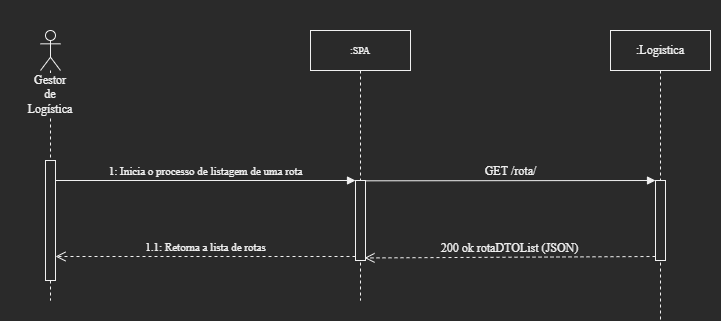 :SPA
:Logistica
Gestor
de
Logística
1: Inicia o processo de listagem de uma rota
GET /rota/
1.1: Retorna a lista de rotas
200 ok rotaDTOList (JSON)